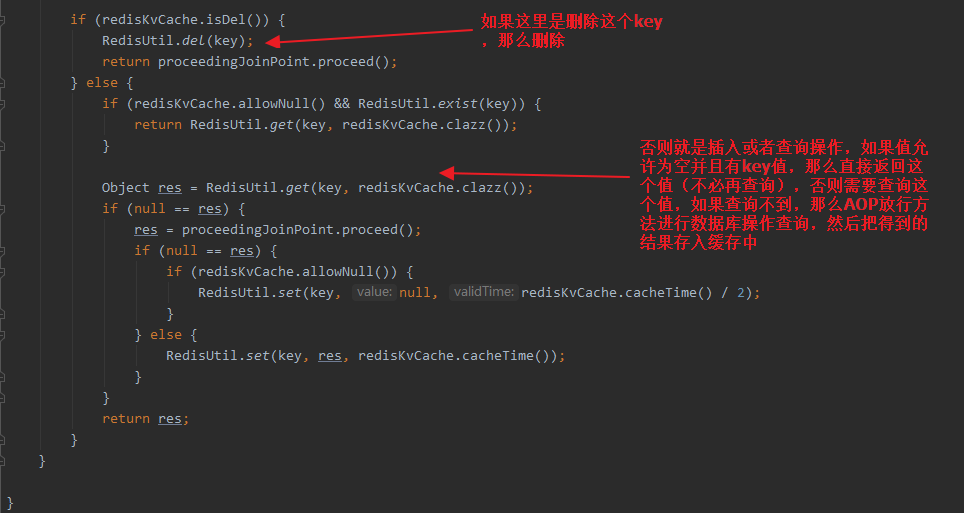 if (redisKvCache.isDel()) {
如果这里是删除这个key
RedisUtil.del(key);
，那么删除
return proceedingJoinPoint.proceed();
} else {
if (redisKvCache.allowNull() && RedisUtil.exist(key)) {
return RedisUtil.get(key, redisKvCache.clazz());
}
否则就是插入或者查询操作，如果值允
许为空并且有key值，那么直接返回这
个值（不必再查询），否则需要查询这
个值，如果查询不到，那么AOP放行方
法进行数据库操作查询，然后把得到的
结果存入缓存中
Object res = RedisUtil.get(key, redisKvCache.clazz());
if (null == res) {
res = proceedingJoinPoint.proceed();
if (null == res) {
if (redisKvCache.allowNull()) {
RedisUtil.set(key, value: null, validTime: redisKvCache.cacheTime() / 2);
}
} else {
RedisUtil.set(key, res, redisKvCache.cacheTime());
}
}
return res;
}
}
}